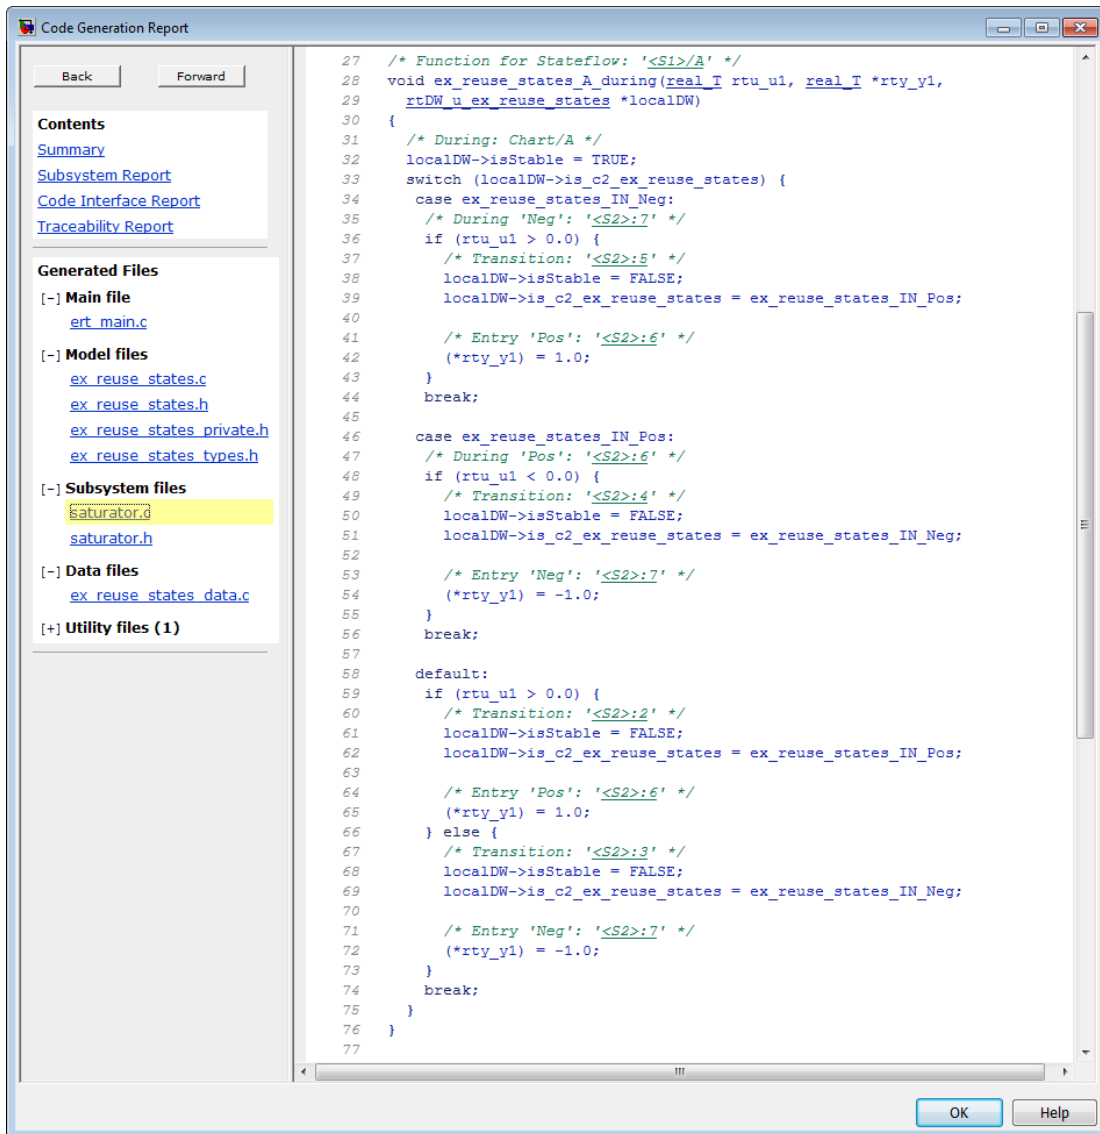 Code Generation Report
Back Forward
Contents
Summary
Subsystem Report
Code Interface Report
Traceability Report
Generated Files
[-] Main file
ert_main.c
[-] Model files
ex_reuse_states.c
ex_reuse_states.h
ex_reuse_states_private.h
ex_reuse_states_types.h
[-] Subsystem files
saturator.c
saturator.h
[-] Data files
ex_reuse_states_data.c
[+] Utility files (1)
27 /* Function for Stateflow: '<S1>/A' */
28 void ex_reuse_states_A_during(real_T rtu_u1, real_T *rty_y1,
29 rtDW_u_ex_reuse_states *localDW)
30 {
31 /* During: Chart/A */
32 localDW->isStable = TRUE;
33 switch (localDW->is_c2_ex_reuse_states) {
34 case ex_reuse_states_IN_Neg:
35 /* During 'Neg': '<S2>:7' */
36 if (rtu_u1 > 0.0) {
37 /* Transition: '<S2>:5' */
38 localDW->isStable = FALSE;
39 localDW->is_c2_ex_reuse_states = ex_reuse_states_IN_Pos;
40
41 /* Entry 'Pos': '<S2>:6' */
42 (*rty_y1) = 1.0;
43 }
44 break;
45
46 case ex_reuse_states_IN_Pos:
47 /* During 'Pos': '<S2>:6' */
48 if (rtu_u1 < 0.0) {
49 /* Transition: '<S2>:4' */
50 localDW->isStable = FALSE;
51 localDW->is_c2_ex_reuse_states = ex_reuse_states_IN_Neg;
52
53 /* Entry 'Neg': '<S2>:7' */
54 (*rty_y1) = -1.0;
55 }
56 break;
57
58 default:
59 if (rtu_u1 > 0.0) {
60 /* Transition: '<S2>:2' */
61 localDW->isStable = FALSE;
62 localDW->is_c2_ex_reuse_states = ex_reuse_states_IN_Pos;
63
64 /* Entry 'Pos': '<S2>:6' */
65 (*rty_y1) = 1.0;
66 } else {
67 /* Transition: '<S2>:3' */
68 localDW->isStable = FALSE;
69 localDW->is_c2_ex_reuse_states = ex_reuse_states_IN_Neg;
70
71 /* Entry 'Neg': '<S2>:7' */
72 (*rty_y1) = -1.0;
73 }
74 break;
75 }
76 }
77
OK Help